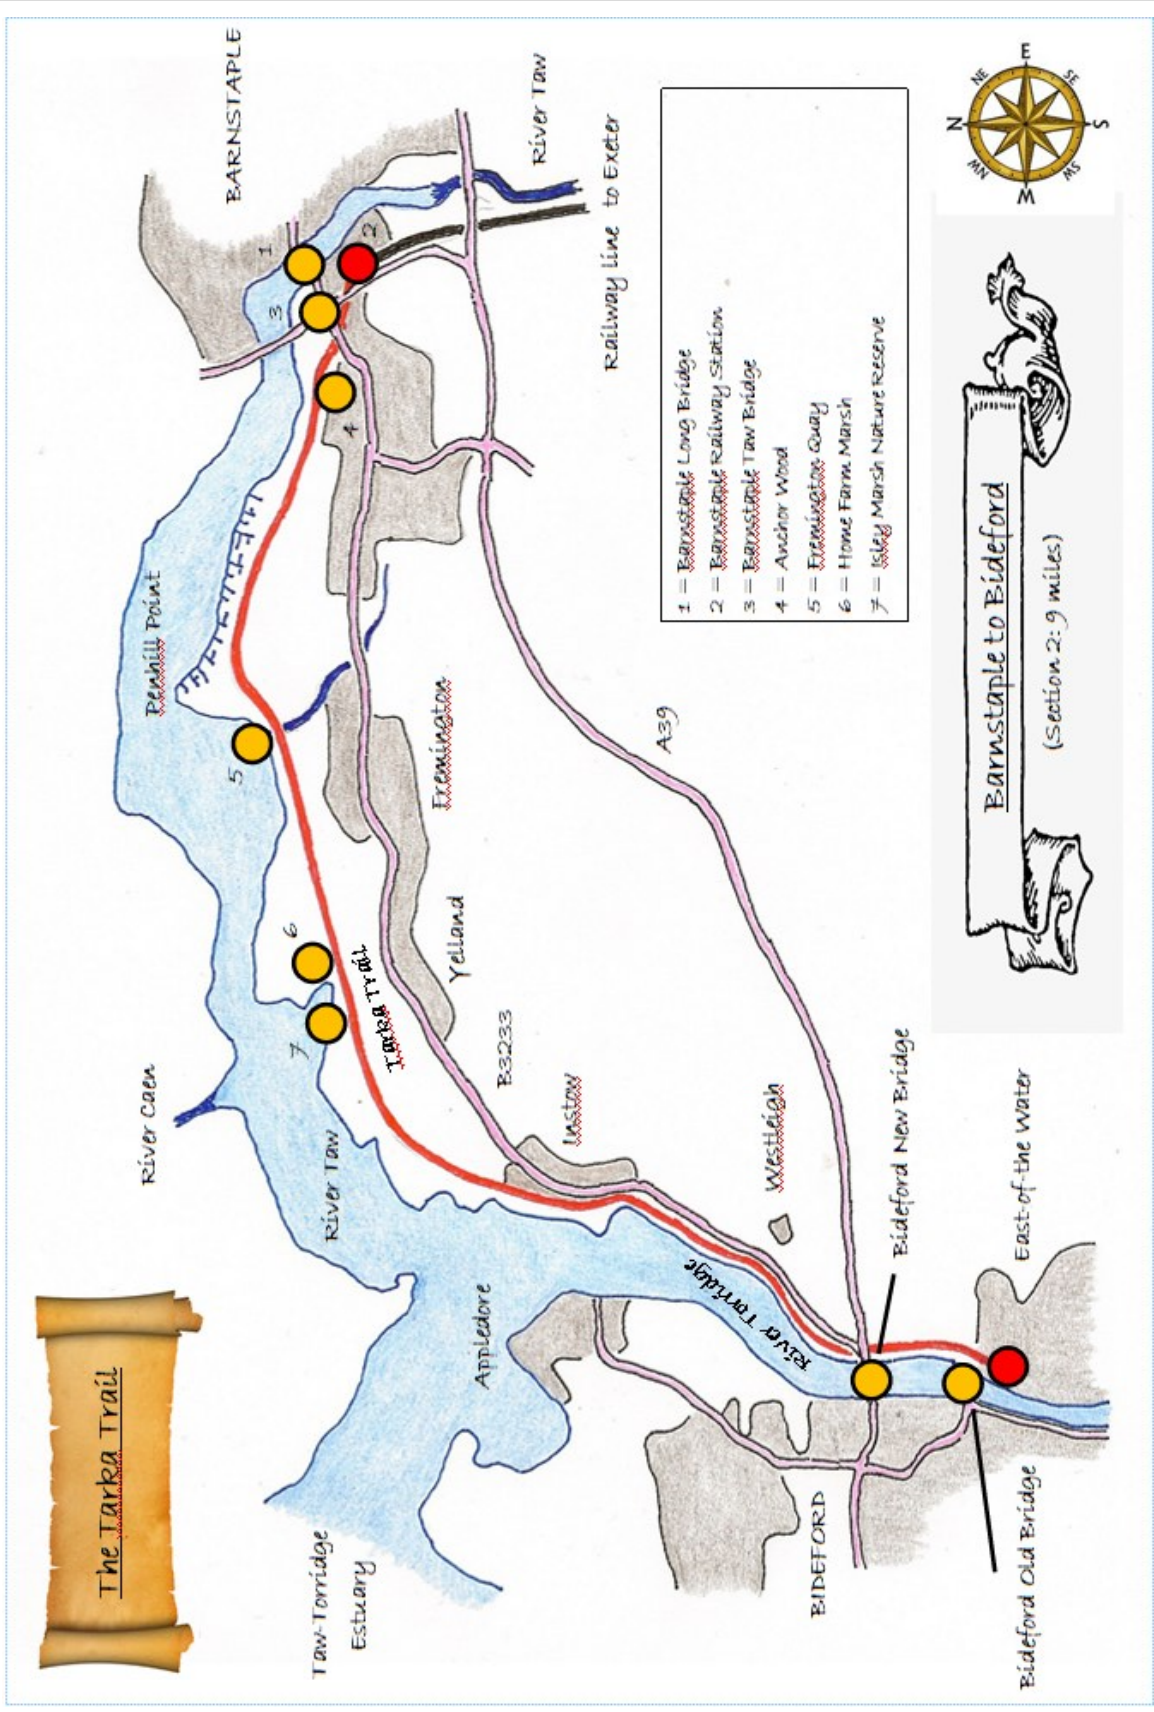 The Tarka Trail
River Caen
Penhill Point
BARNSTAPLE
5
1
3
6
7
Taw-Torridge
Estuary
River Taw
4
2
Tarka Trail
Fremington
Yelland
Appledore
B3233
River Taw
Instow
Railway line to Exeter
A39
River Torridge
Westleigh
BIDEFORD
Bideford New Bridge
East-of-the Water
Bideford Old Bridge
1 = Barnstaple Long Bridge
2 = Barnstaple Railway Station
3 = Barnstaple Taw Bridge
4 = Anchor Wood
5 = Fremington Quay
6 = Home Farm Marsh
7 = Isley Marsh Nature Reserve
Barnstaple to Bideford
(Section 2: 9 miles)
N
NE
E
SE
S
SW
W
NW